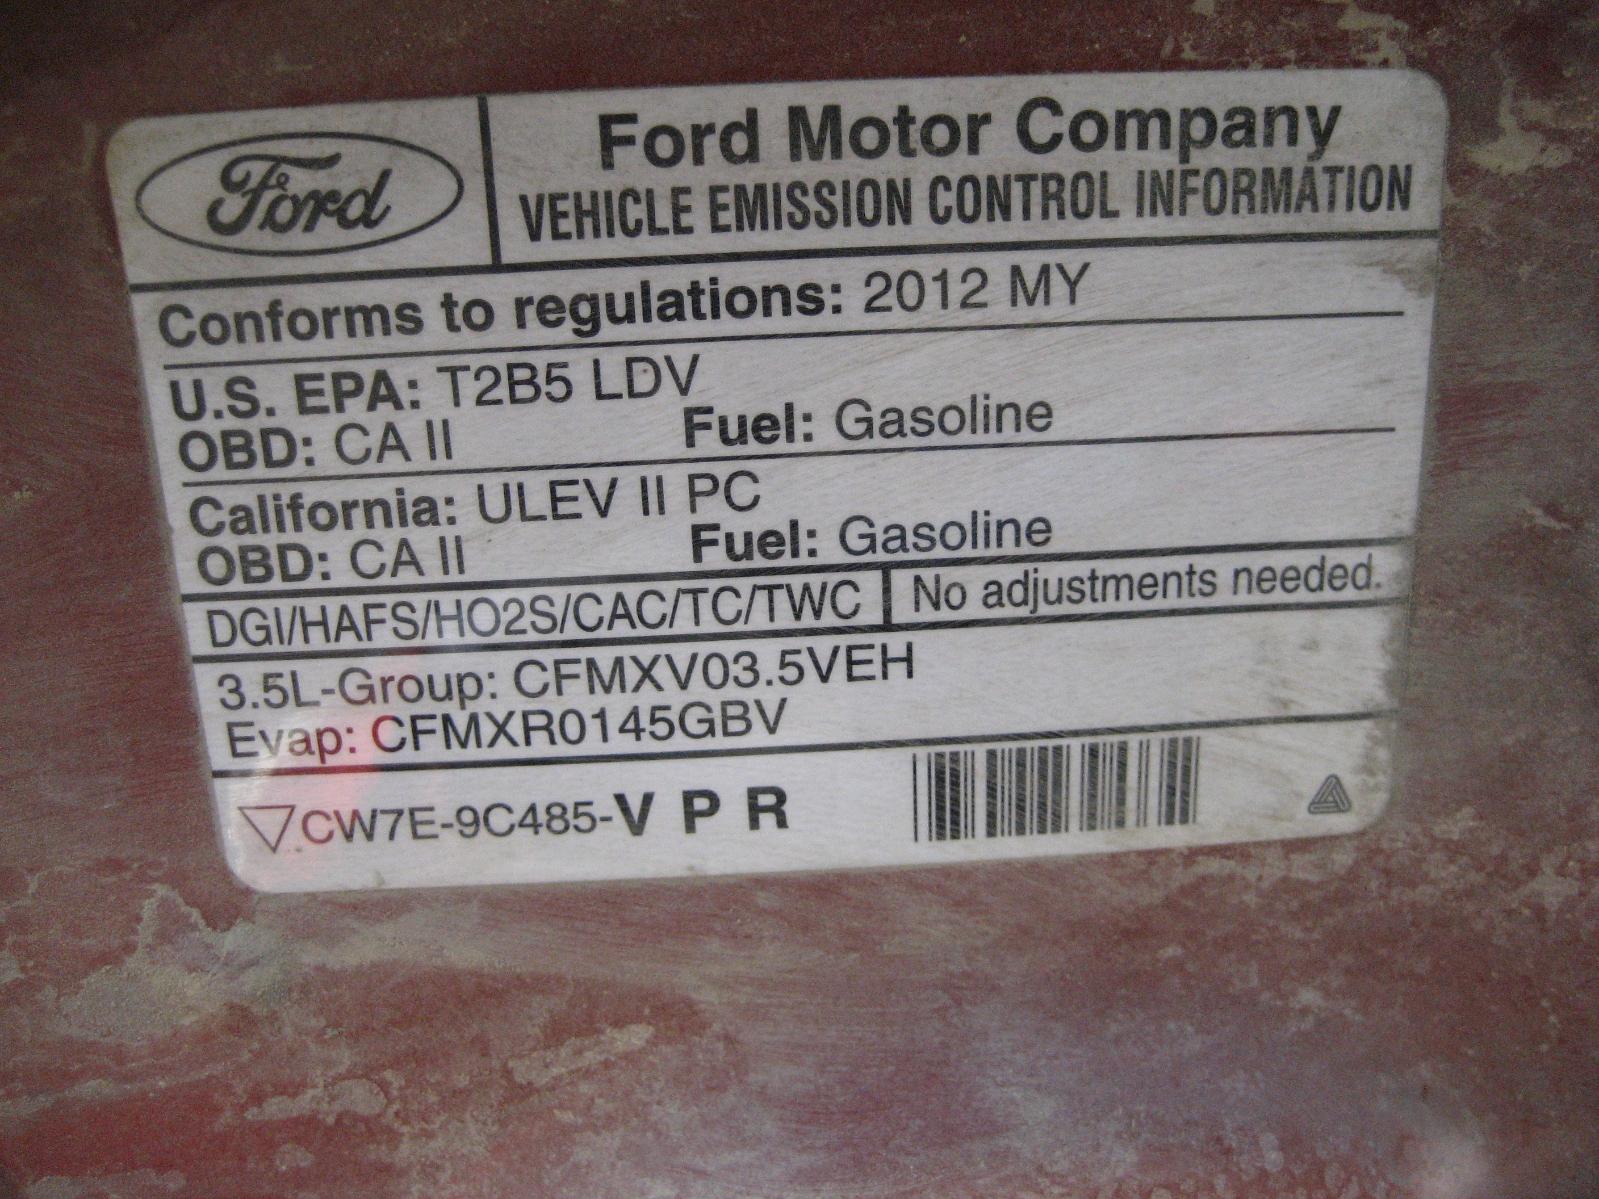 Ford
Ford Motor Company
VEHICLE EMISSION CONTROL INFORMATION
Conforms to regulations: 2012 MY
U.S. EPA: T2B5 LDV
OBD: CA II Fuel: Gasoline
California: ULEV II PC
OBD: CA II Fuel: Gasoline
DGI/HAFS/HO2S/CAC/TC/TWC No adjustments needed.
3.5L-Group: CFMXV03.5VEH
Evap: CFMXR0145GBV
CW7E-9C485-V P R